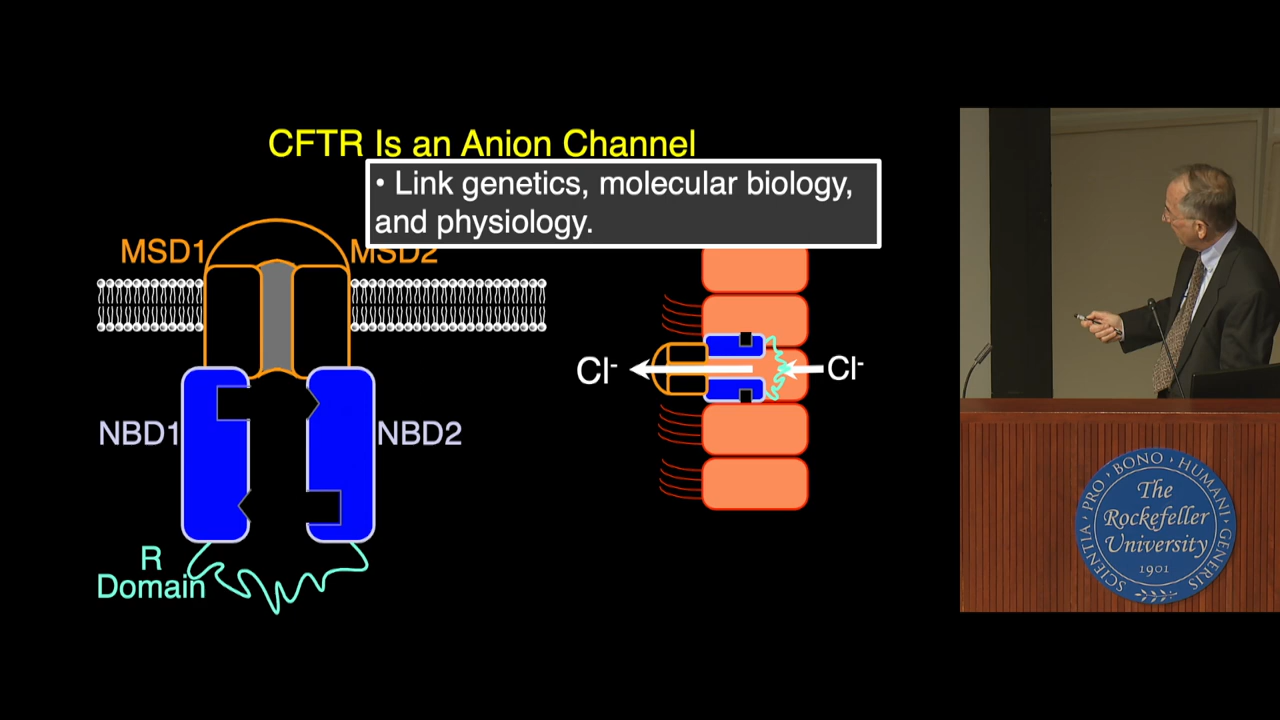 CFTR Is an Anion Channel
• Link genetics, molecular biology,
and physiology.
MSD1
MSD2
Cl-
Cl-
NBD1
NBD2
R
Domain
PRO · BONO · HUMANI · GENERIS · SCIENTIA ·
The
Rockefeller
University
1901